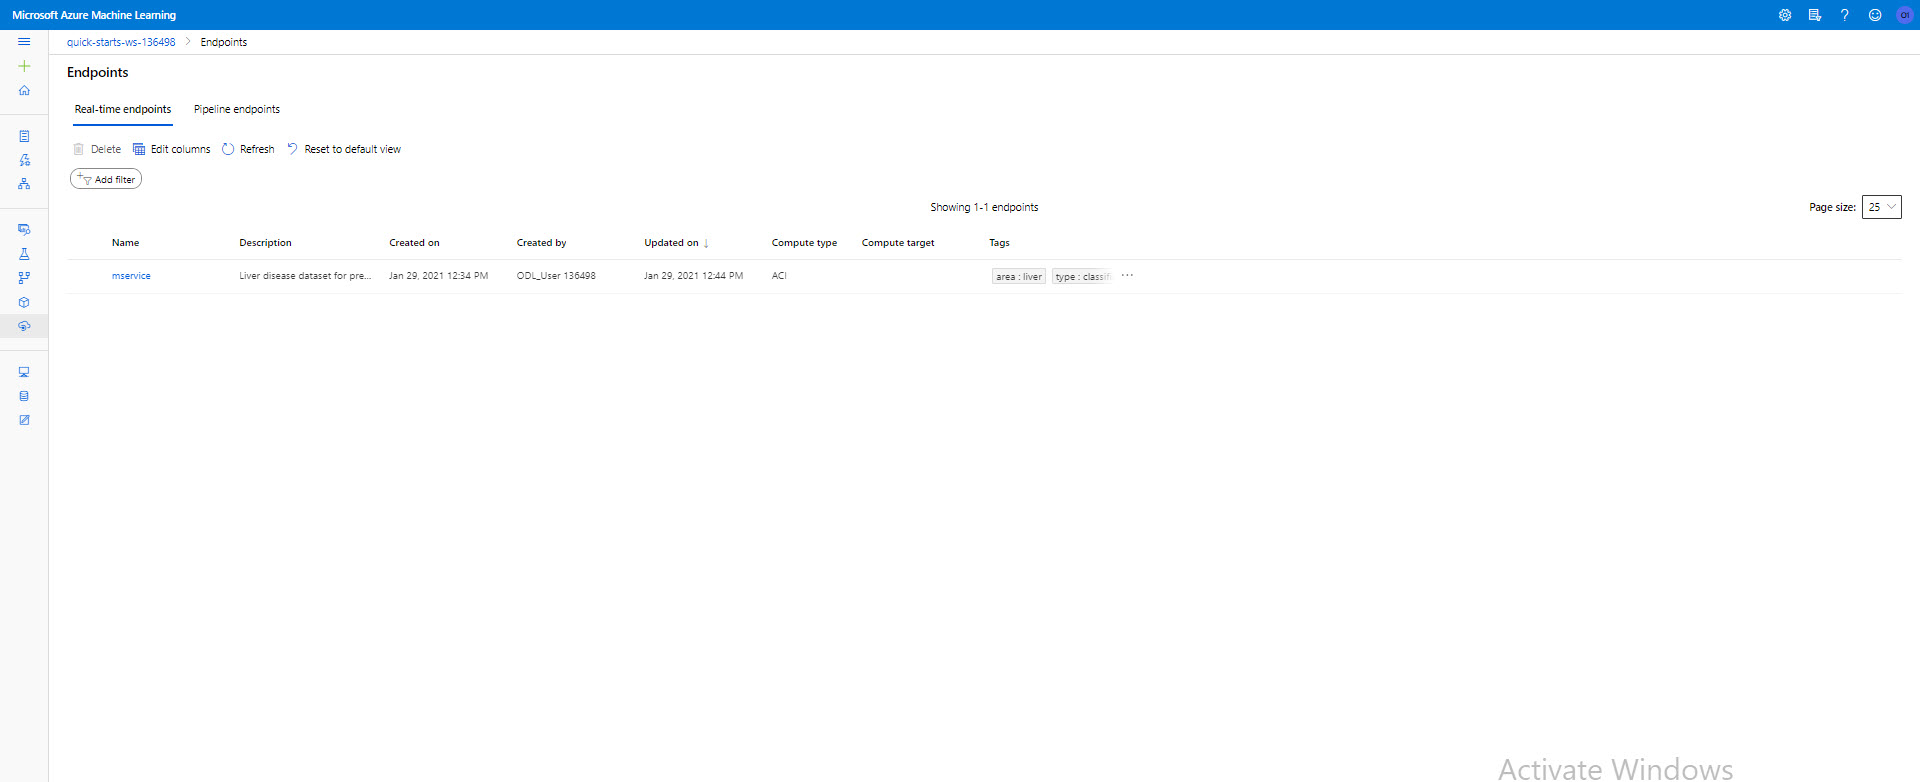 Microsoft Azure Machine Learning
quick-starts-ws-136498 > Endpoints
Endpoints
Real-time endpoints Pipeline endpoints
Delete Edit columns Refresh Reset to default view
Add filter
Showing 1-1 endpoints Page size: 25
Name Description Created on Created by Updated on ↓ Compute type Compute target Tags
mservice Liver disease dataset for pre... Jan 29, 2021 12:34 PM ODL_User 136498 Jan 29, 2021 12:44 PM ACI area : liver type : classifi ...
Activate Windows